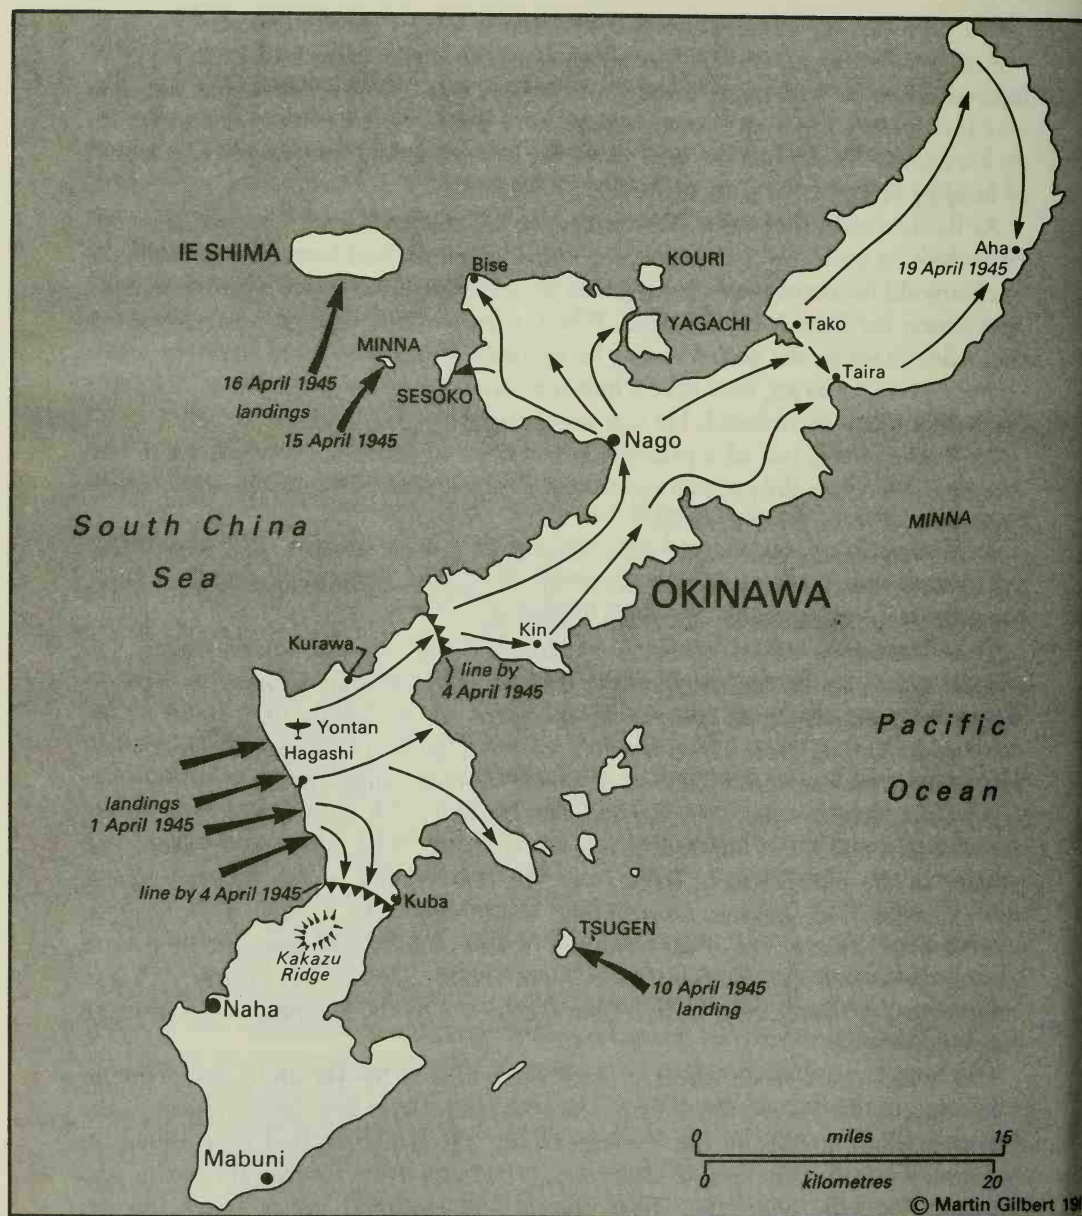 IE SHIMA
Bise
KOURI
Aha
19 April 1945
YAGACHI
Tako
MINNA
SESOKO
Taira
16 April 1945
landings
15 April 1945
Nago
South China
Sea
MINNA
OKINAWA
Kurawa
Kin
line by
4 April 1945
Yontan
Hagashi
Pacific
Ocean
landings
1 April 1945
line by 4 April 1945
Kuba
Kakazu
Ridge
TSUGEN
10 April 1945
landing
Naha
Mabuni
0 miles 15
0 kilometres 20
© Martin Gilbert